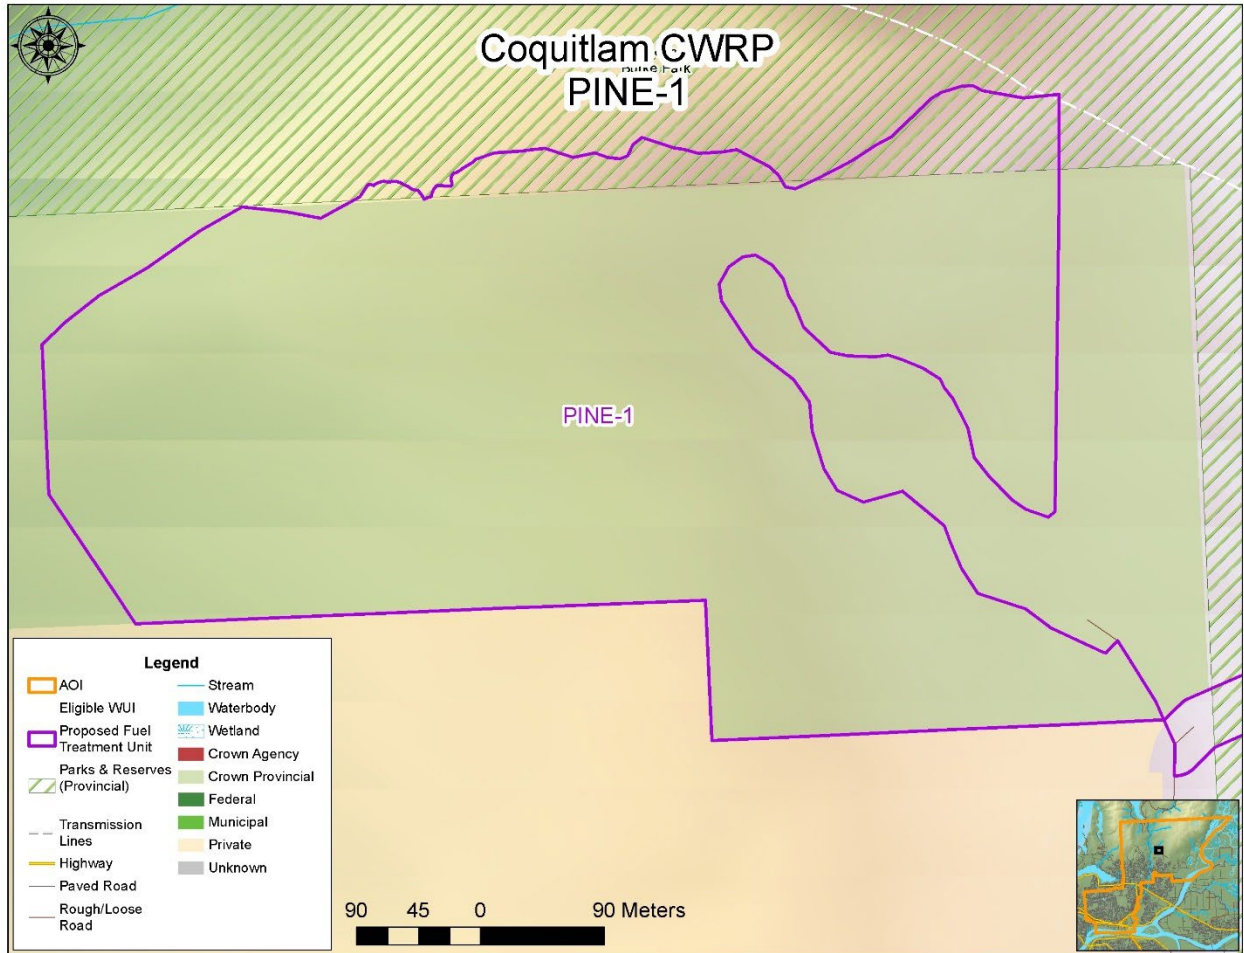 Coquitlam CWRP
Burke Park
PINE-1
PINE-1
Legend
AOI
Eligible WUI
Proposed Fuel
Treatment Unit
Parks & Reserves
(Provincial)
Transmission
Lines
Highway
Paved Road
Rough/Loose
Road
Stream
Waterbody
Wetland
Crown Agency
Crown Provincial
Federal
Municipal
Private
Unknown
90 45 0 90 Meters